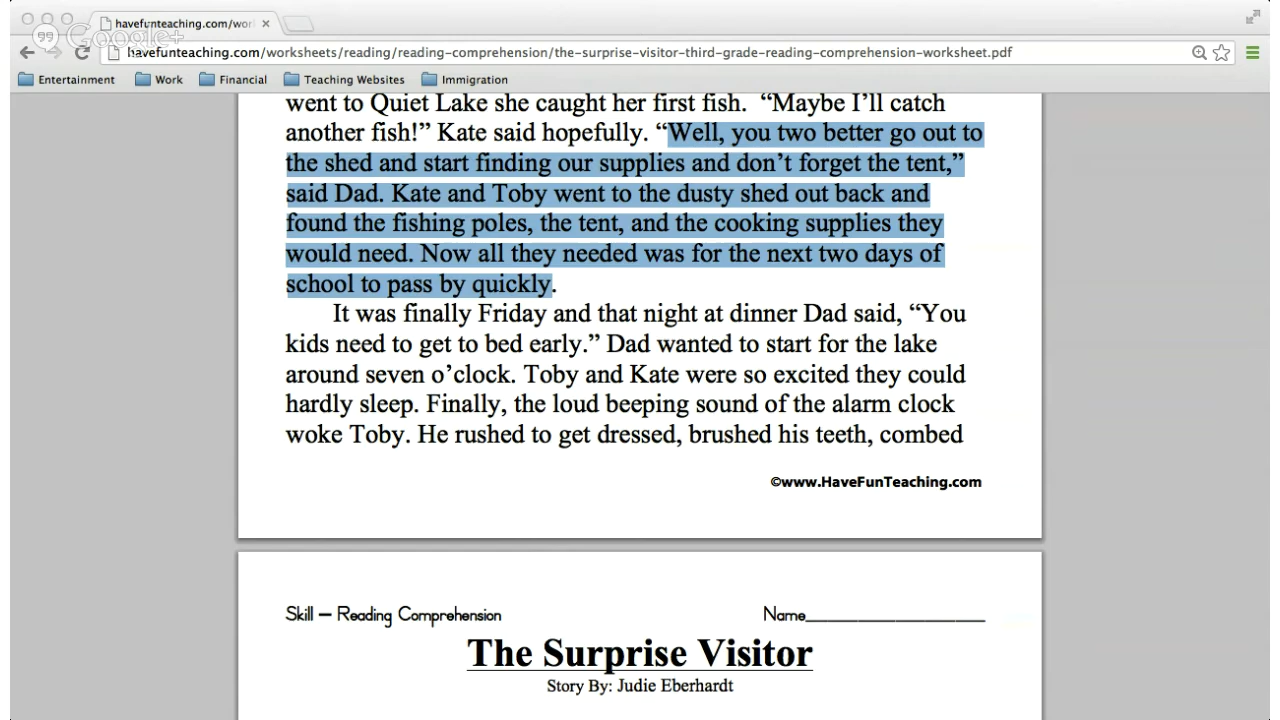 havefunteaching.com/wor
Google+
havefunteaching.com/worksheets/reading/reading-comprehension/the-surprise-visitor-third-grade-reading-comprehension-worksheet.pdf
Entertainment Work Financial Teaching Websites Immigration
went to Quiet Lake she caught her first fish. “Maybe I’ll catch
another fish!” Kate said hopefully. “Well, you two better go out to
the shed and start finding our supplies and don’t forget the tent,”
said Dad. Kate and Toby went to the dusty shed out back and
found the fishing poles, the tent, and the cooking supplies they
would need. Now all they needed was for the next two days of
school to pass by quickly.
It was finally Friday and that night at dinner Dad said, “You
kids need to get to bed early.” Dad wanted to start for the lake
around seven o’clock. Toby and Kate were so excited they could
hardly sleep. Finally, the loud beeping sound of the alarm clock
woke Toby. He rushed to get dressed, brushed his teeth, combed
©www.HaveFunTeaching.com
Skill – Reading Comprehension Name____________________
The Surprise Visitor
Story By: Judie Eberhardt